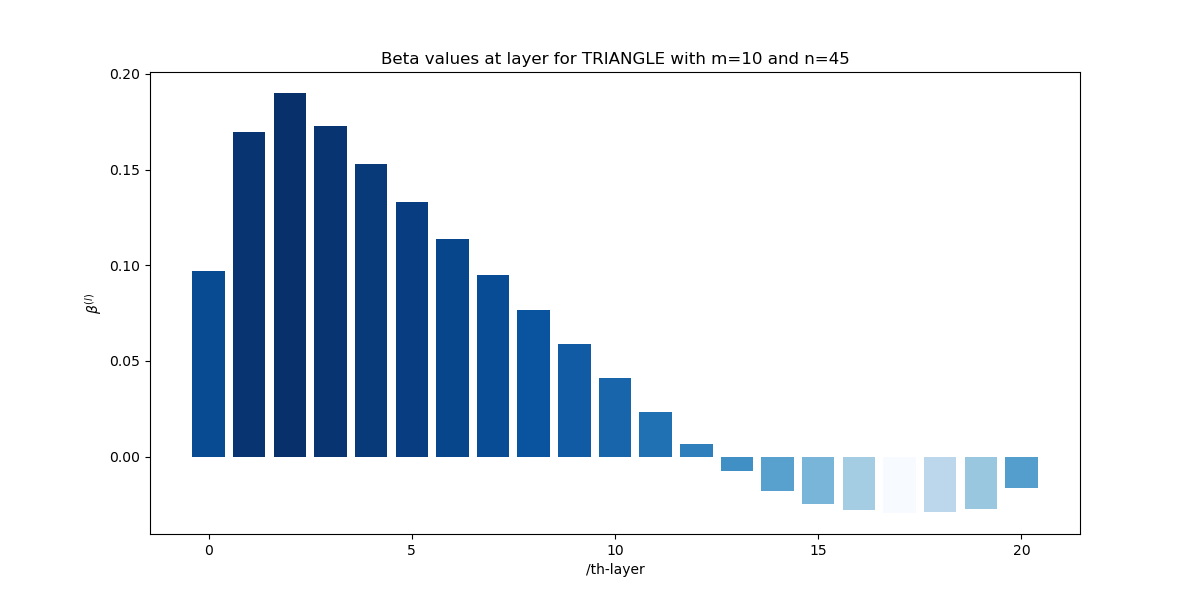 Beta values at layer for TRIANGLE with m=10 and n=45
0.20
0.15
0.10
0.05
0.00
β^(l)
0 5 10 15 20
/th-layer